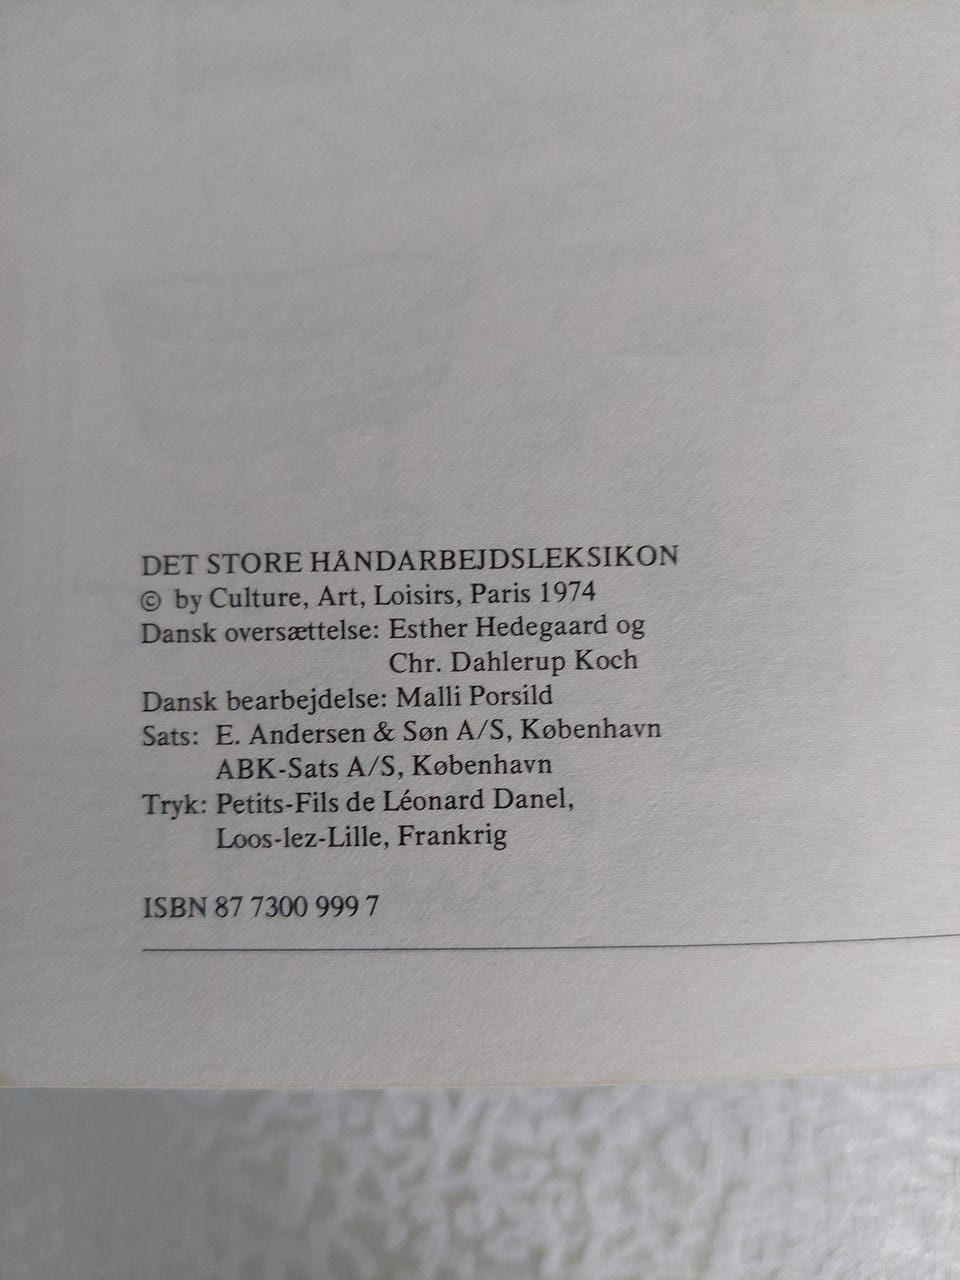 DET STORE HÅNDARBEJDSLEKSIKON
© by Culture, Art, Loisirs, Paris 1974
Dansk oversættelse: Esther Hedegaard og
Chr. Dahlerup Koch
Dansk bearbejdelse: Malli Porsild
Sats: E. Andersen & Søn A/S, København
ABK-Sats A/S, København
Tryk: Petits-Fils de Léonard Danel,
Loos-lez-Lille, Frankrig
ISBN 87 7300 999 7